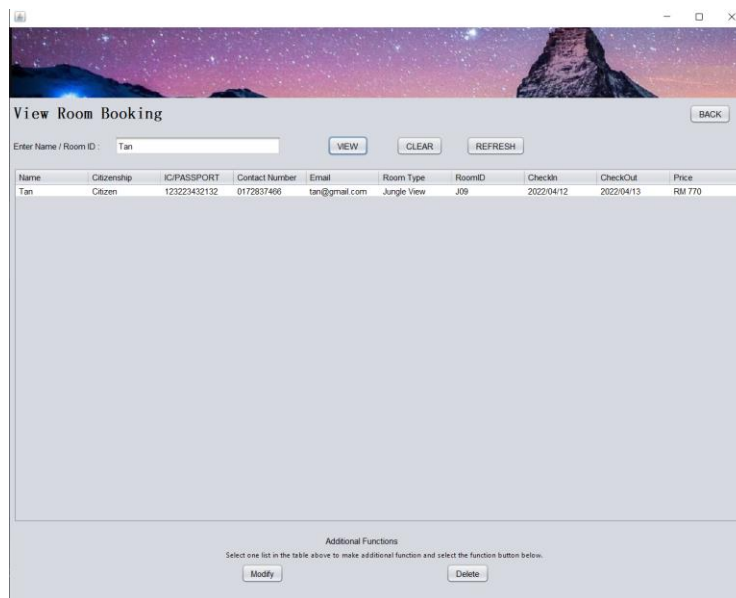 View Room Booking
BACK
Enter Name / Room ID : Tan VIEW CLEAR REFRESH
Name Citizenship IC/PASSPORT Contact Number Email Room Type RoomID CheckIn CheckOut Price
Tan Citizen 123223432132 0172837466 tan@gmail.com Jungle View J09 2022/04/12 2022/04/13 RM 770
Additional Functions
Select one list in the table above to make additional function and select the function button below.
Modify Delete